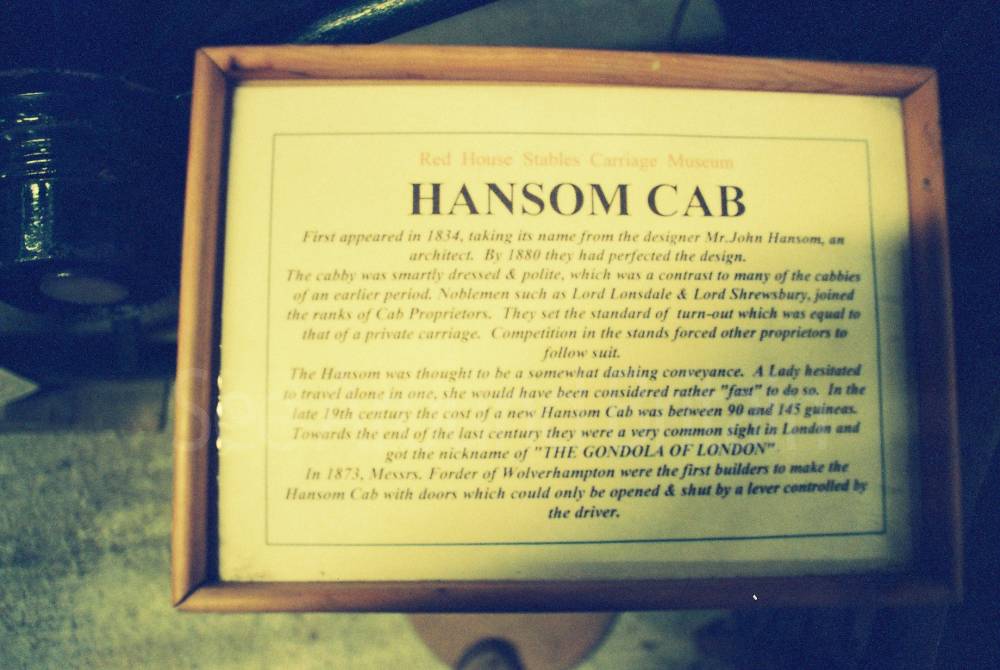 Red House Stables Carriage Museum
HANSOM CAB
First appeared in 1834, taking its name from the designer Mr.John Hansom, an
architect. By 1880 they had perfected the design.
The cabby was smartly dressed & polite, which was a contrast to many of the cabbies
of an earlier period. Noblemen such as Lord Lonsdale & Lord Shrewsbury, joined
the ranks of Cab Proprietors. They set the standard of turn-out which was equal to
that of a private carriage. Competition in the stands forced other proprietors to
follow suit.
The Hansom was thought to be a somewhat dashing conveyance. A Lady hesitated
to travel alone in one, she would have been considered rather "fast" to do so. In the
late 19th century the cost of a new Hansom Cab was between 90 and 145 guineas.
Towards the end of the last century they were a very common sight in London and
got the nickname of "THE GONDOLA OF LONDON"
In 1873, Messrs. Forder of Wolverhampton were the first builders to make the
Hansom Cab with doors which could only be opened & shut by a lever controlled by
the driver.